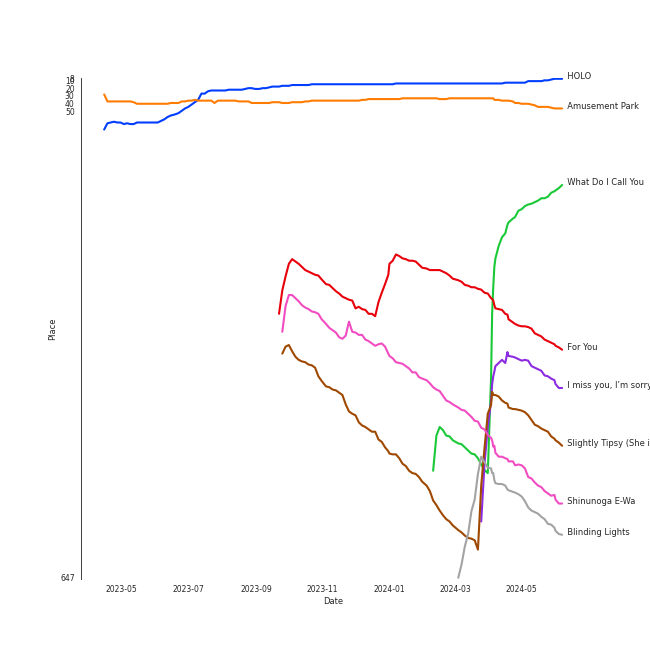 8
10
20
30
40
50
647
Place
HOLO
Amusement Park
What Do I Call You
For You
I miss you, I'm sorry
Slightly Tipsy (She i
Shinunoga E-Wa
Blinding Lights
2023-05
2023-07
2023-09
2023-11
2024-01
2024-03
2024-05
Date